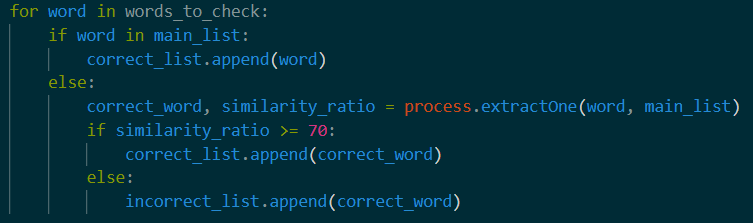 for word in words_to_check:
    if word in main_list:
        correct_list.append(word)
    else:
        correct_word, similarity_ratio = process.extractOne(word, main_list)
        if similarity_ratio >= 70:
            correct_list.append(correct_word)
        else:
            incorrect_list.append(correct_word)